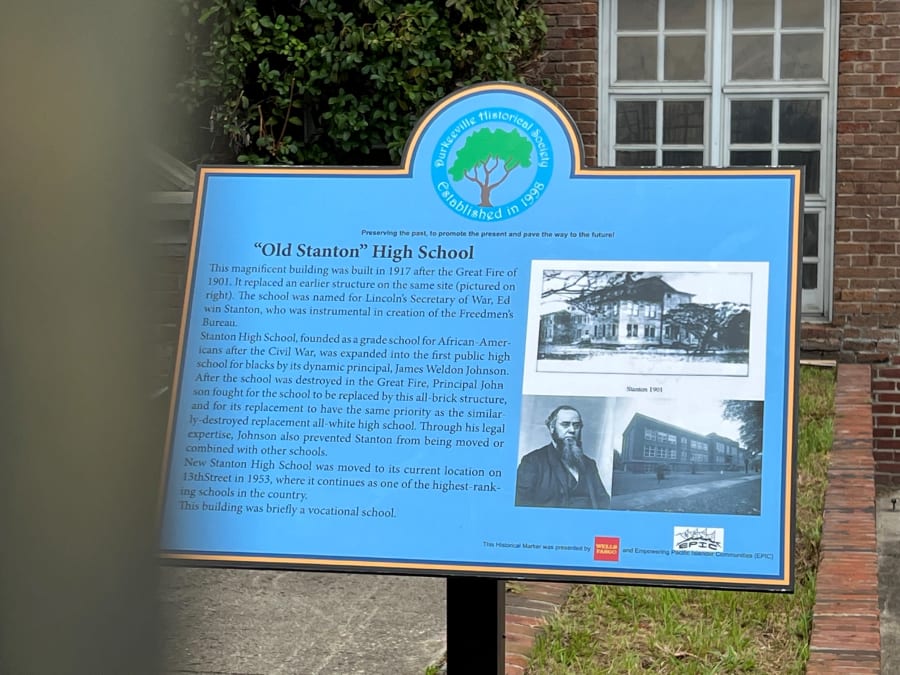 Durkeeville Historical Society
Established in 1998
Preserving the past, to promote the present and pave the way to the future!
“Old Stanton” High School
This magnificent building was built in 1917 after the Great Fire of
1901. It replaced an earlier structure on the same site (pictured on
right). The school was named for Lincoln's Secretary of War, Ed
win Stanton, who was instrumental in creation of the Freedmen's
Bureau.
Stanton High School, founded as a grade school for African-Amer-
icans after the Civil War, was expanded into the first public high
school for blacks by its dynamic principal, James Weldon Johnson.
After the school was destroyed in the Great Fire, Principal John
son fought for the school to be replaced by this all-brick structure,
and for its replacement to have the same priority as the similar-
ly-destroyed replacement all-white high school. Through his legal
expertise, Johnson also prevented Stanton from being moved or
combined with other schools.
New Stanton High School was moved to its current location on
13thStreet in 1953, where it continues as one of the highest-rank-
ing schools in the country.
This building was briefly a vocational school.
Stanton 1901
This Historical Marker was presented by WELLS FARGO and Empowering Pacific Islander Communities (EPIC)
EPIC